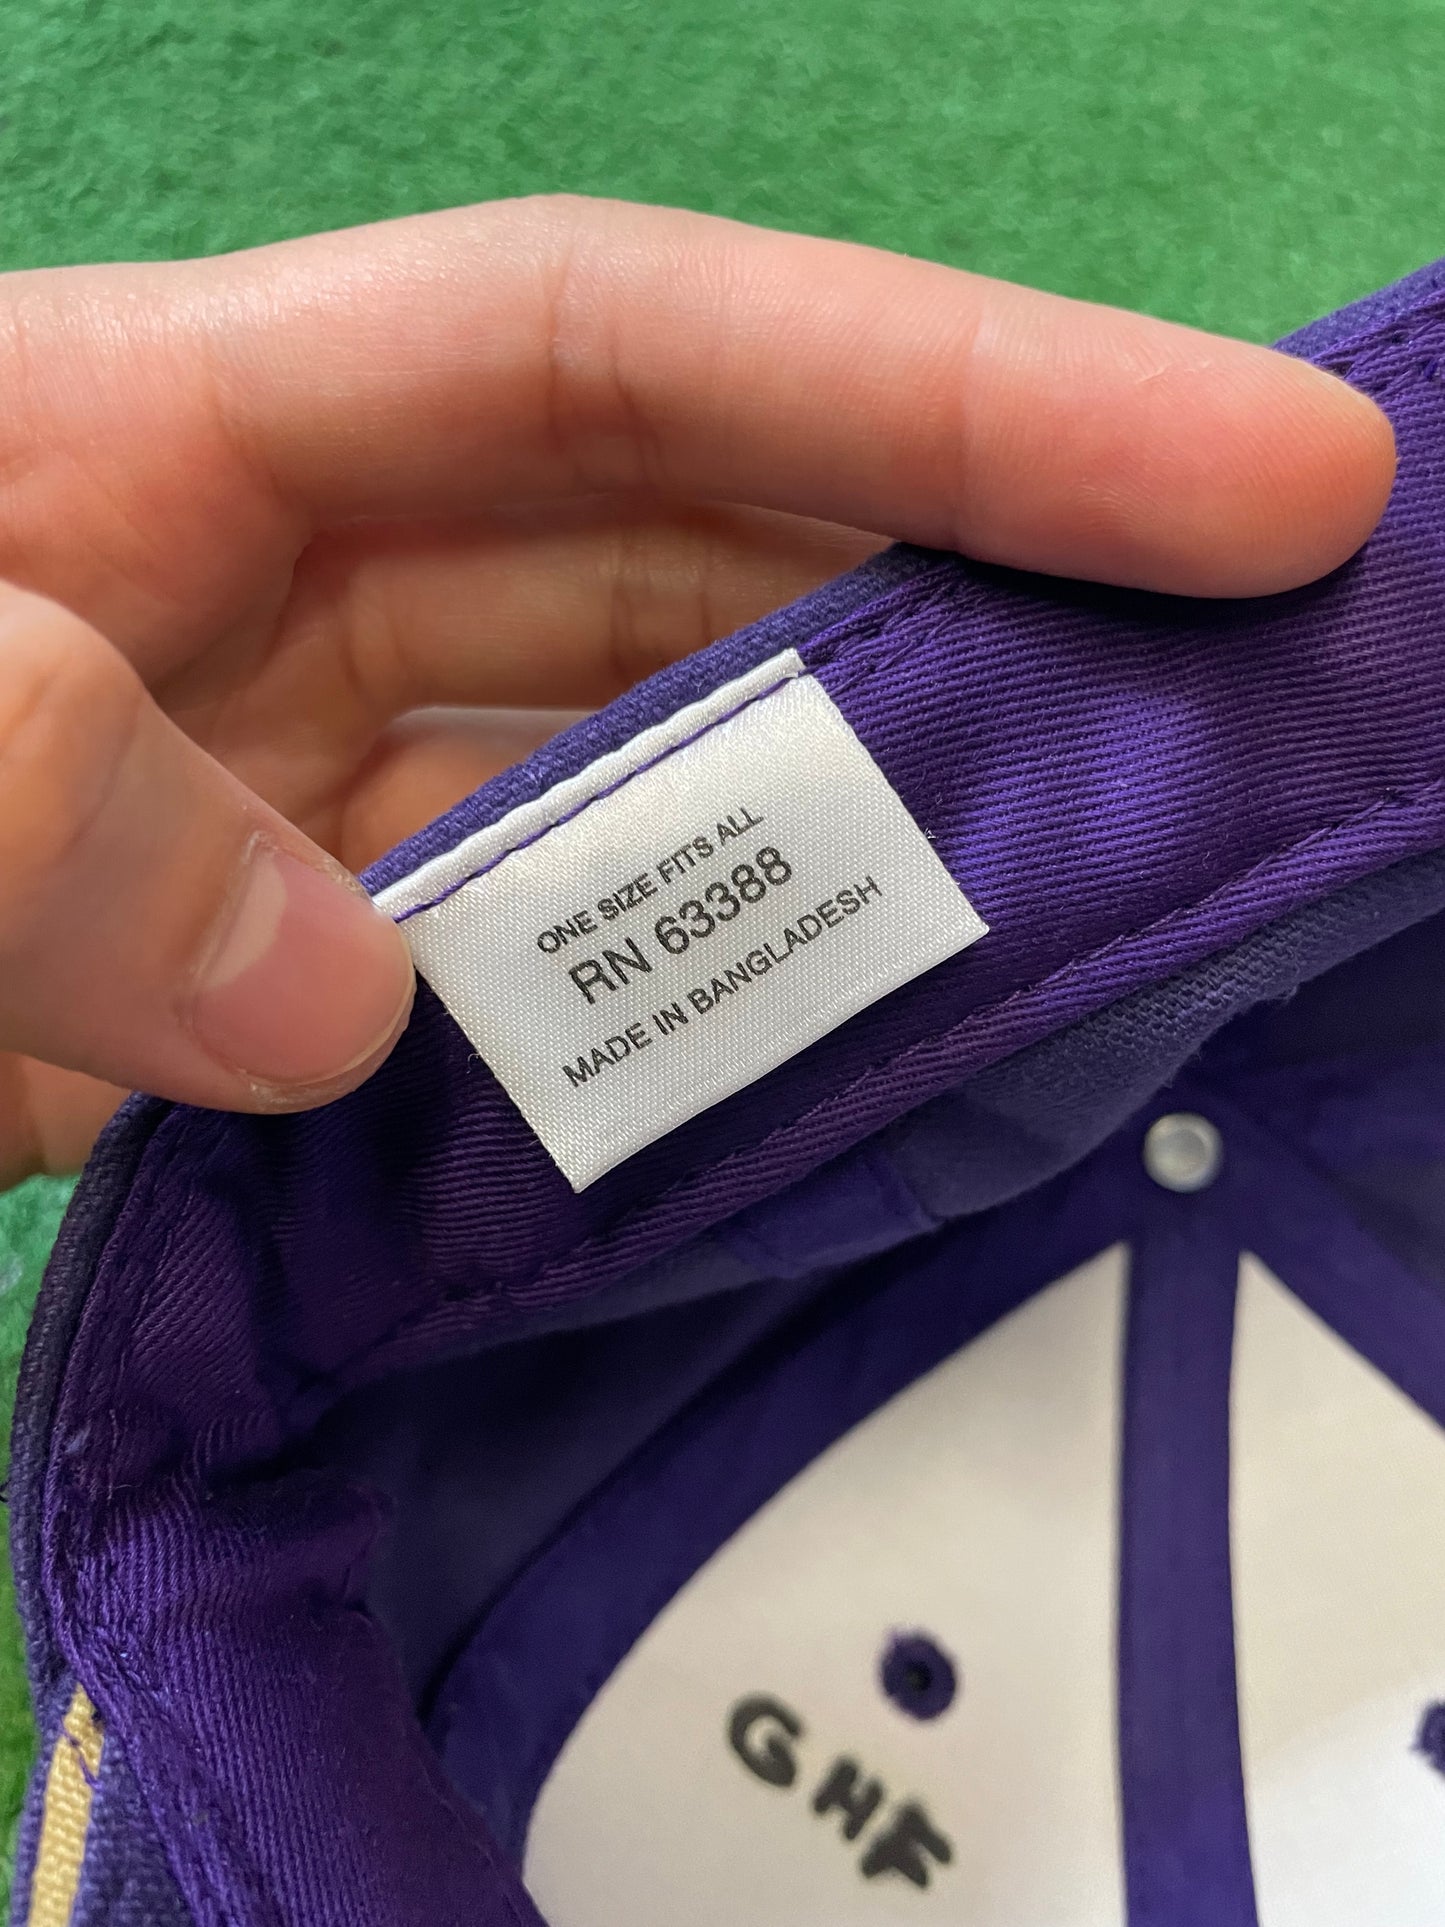 ONE SIZE FITS ALL
RN 63388
MADE IN BANGLADESH
GHF